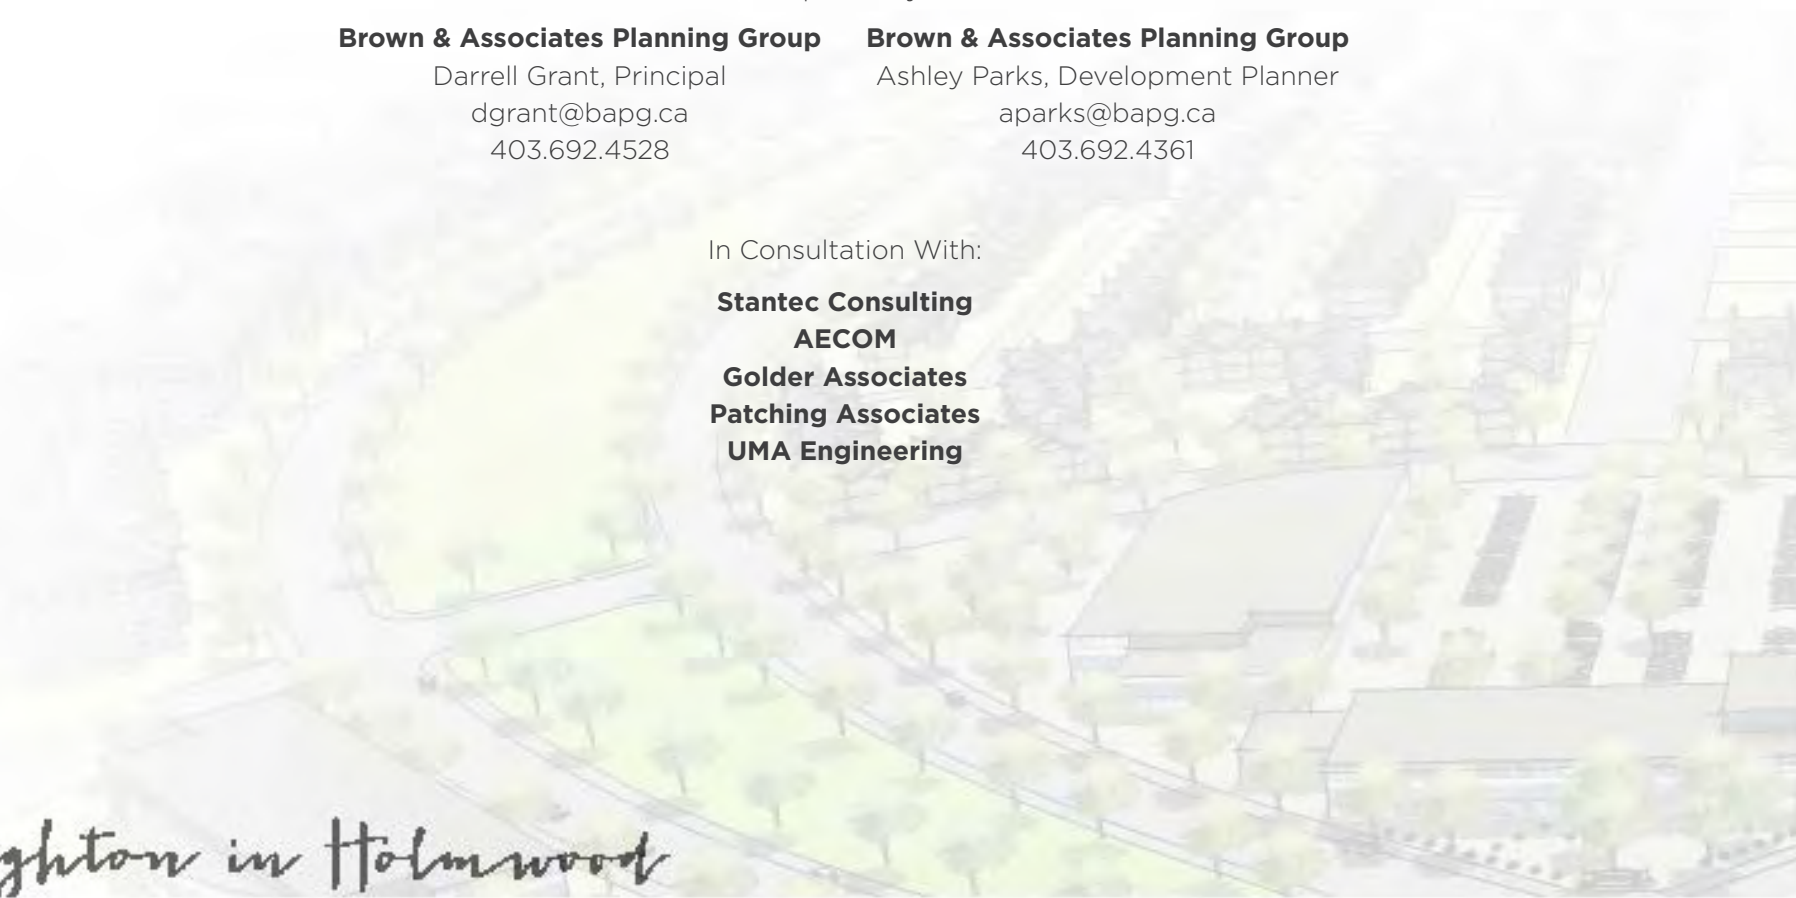 Brown & Associates Planning Group
Darrell Grant, Principal
dgrant@bapg.ca
403.692.4528
Brown & Associates Planning Group
Ashley Parks, Development Planner
aparks@bapg.ca
403.692.4361
In Consultation With:
Stantec Consulting
AECOM
Golder Associates
Patching Associates
UMA Engineering
ghton in Holmwood